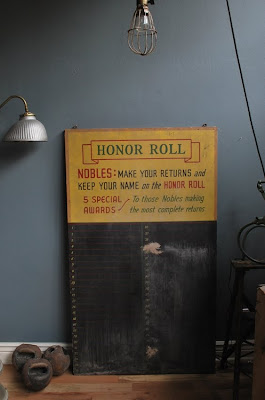 HONOR ROLL
NOBLES: MAKE YOUR RETURNS and
KEEP YOUR NAME on the HONOR ROLL
5 SPECIAL To those Nobles making
AWARDS the most complete returns